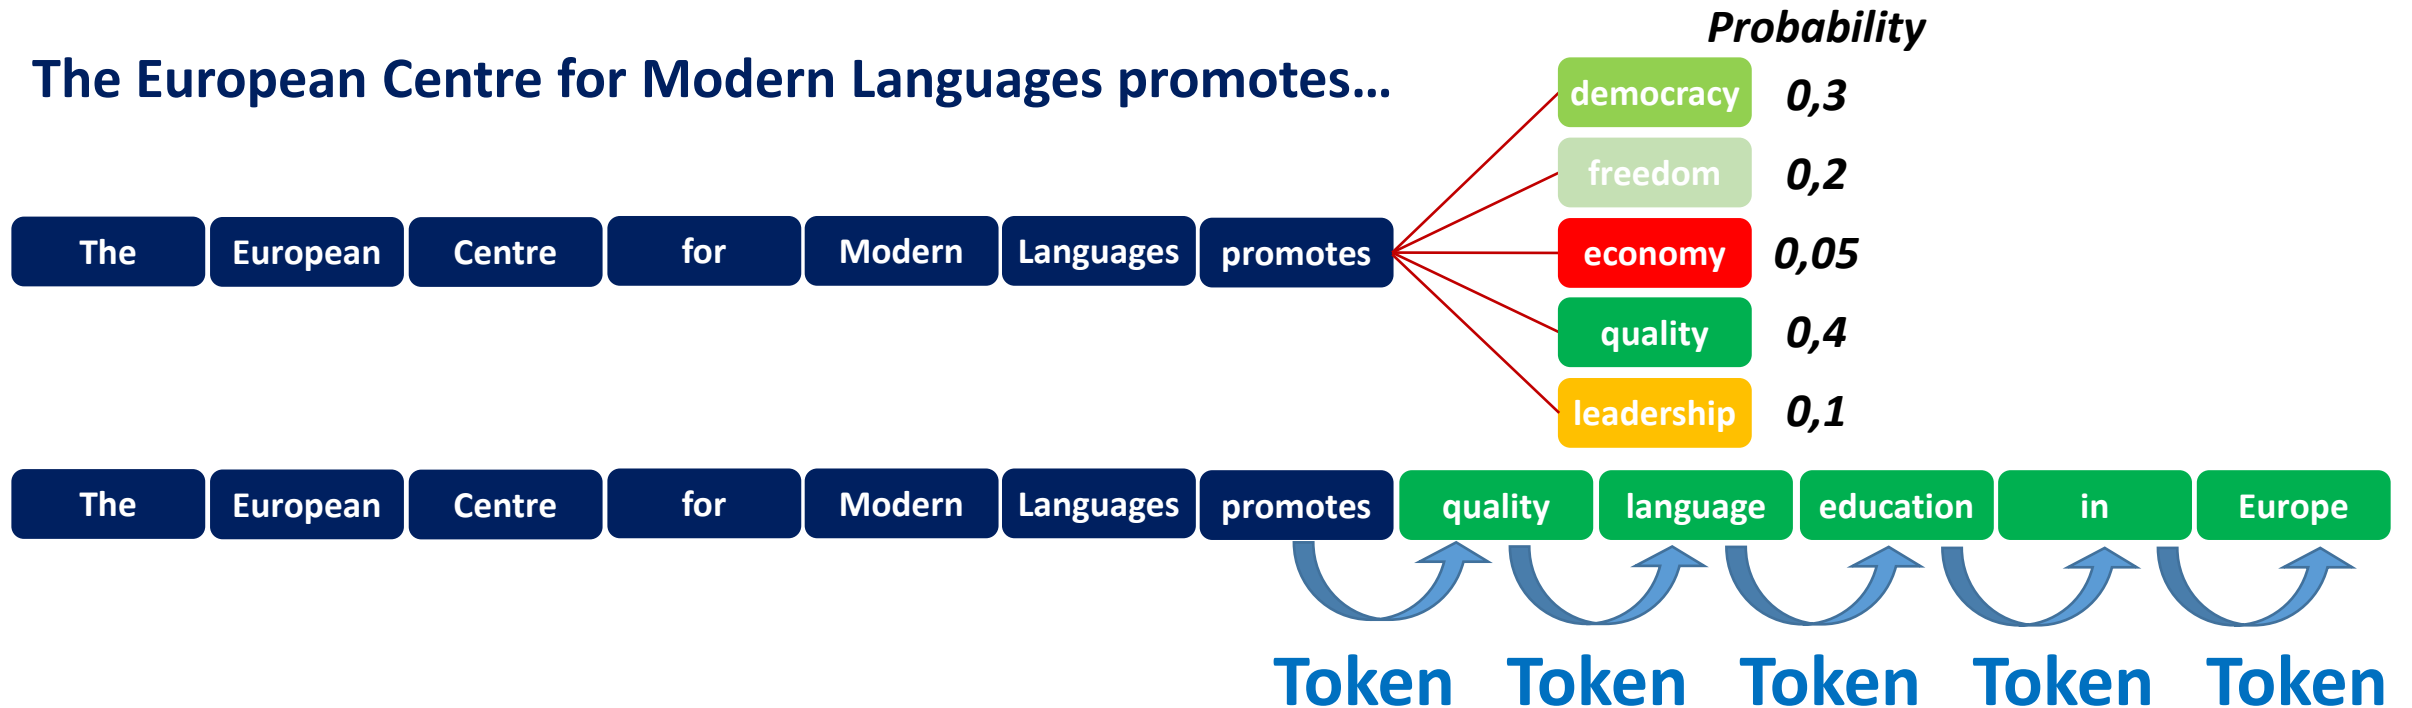 Probability
The European Centre for Modern Languages promotes...
democracy 0,3
freedom 0,2
The European Centre for Modern Languages promotes economy 0,05
quality 0,4
leadership 0,1
The European Centre for Modern Languages promotes quality language education in Europe
Token Token Token Token Token